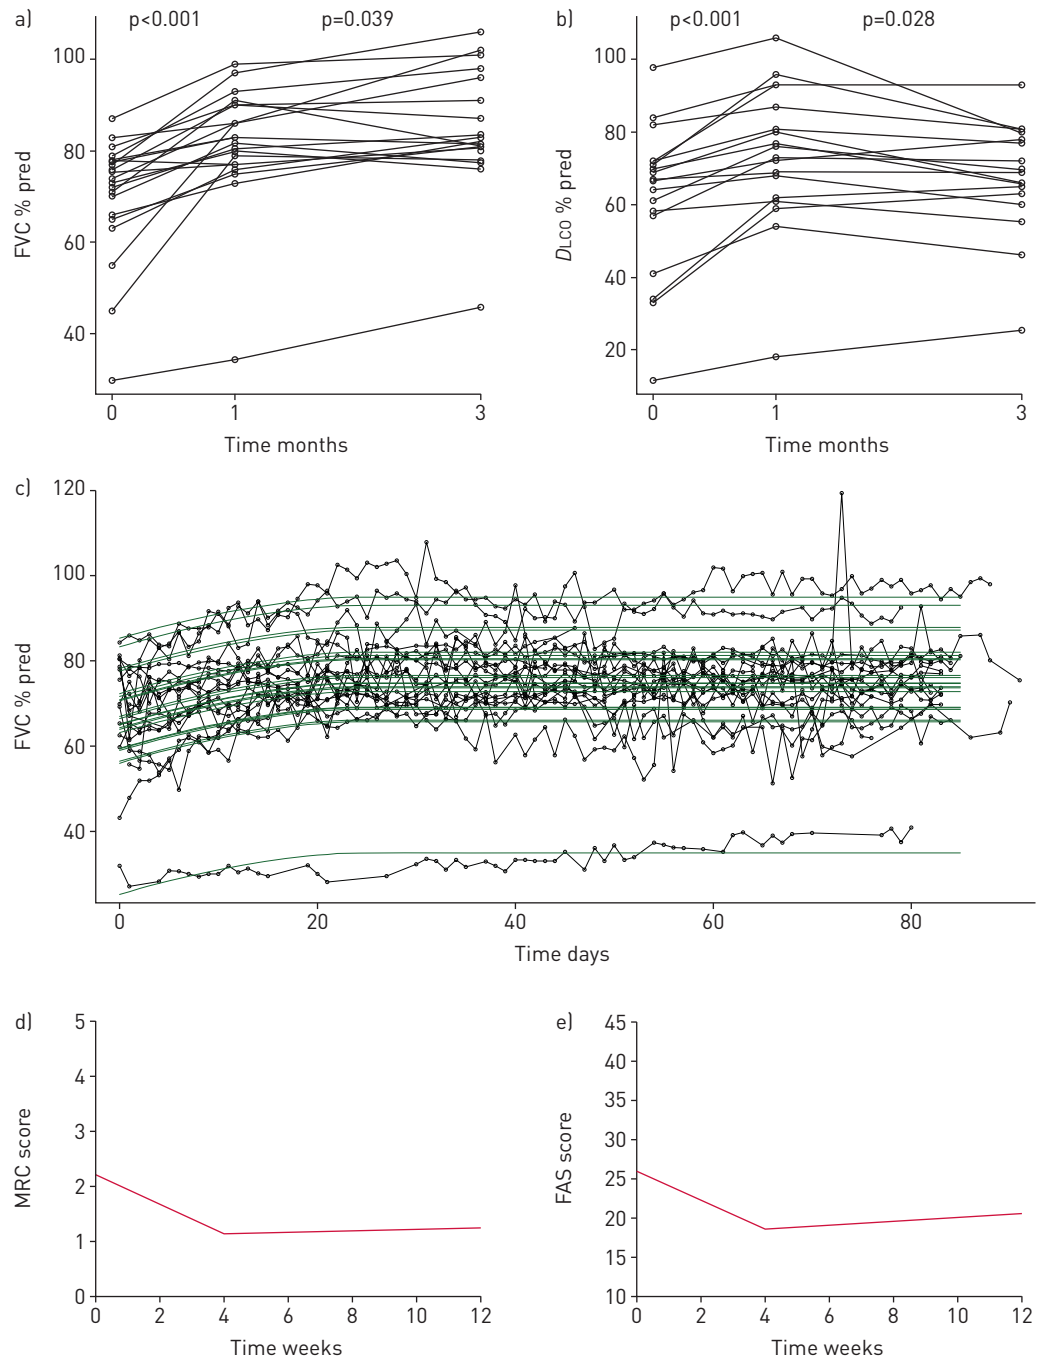 a)
p<0.001 p=0.039
100
80
60
40
FVC % pred
0 1 3
Time months
b)
p<0.001 p=0.028
100
80
60
40
20
DLCO % pred
0 1 3
Time months
c)
120
100
80
60
40
FVC % pred
0 20 40 60 80
Time days
d)
5
4
3
2
1
0
MRC score
0 2 4 6 8 10 12
Time weeks
e)
45
40
35
30
25
20
15
10
FAS score
0 2 4 6 8 10 12
Time weeks